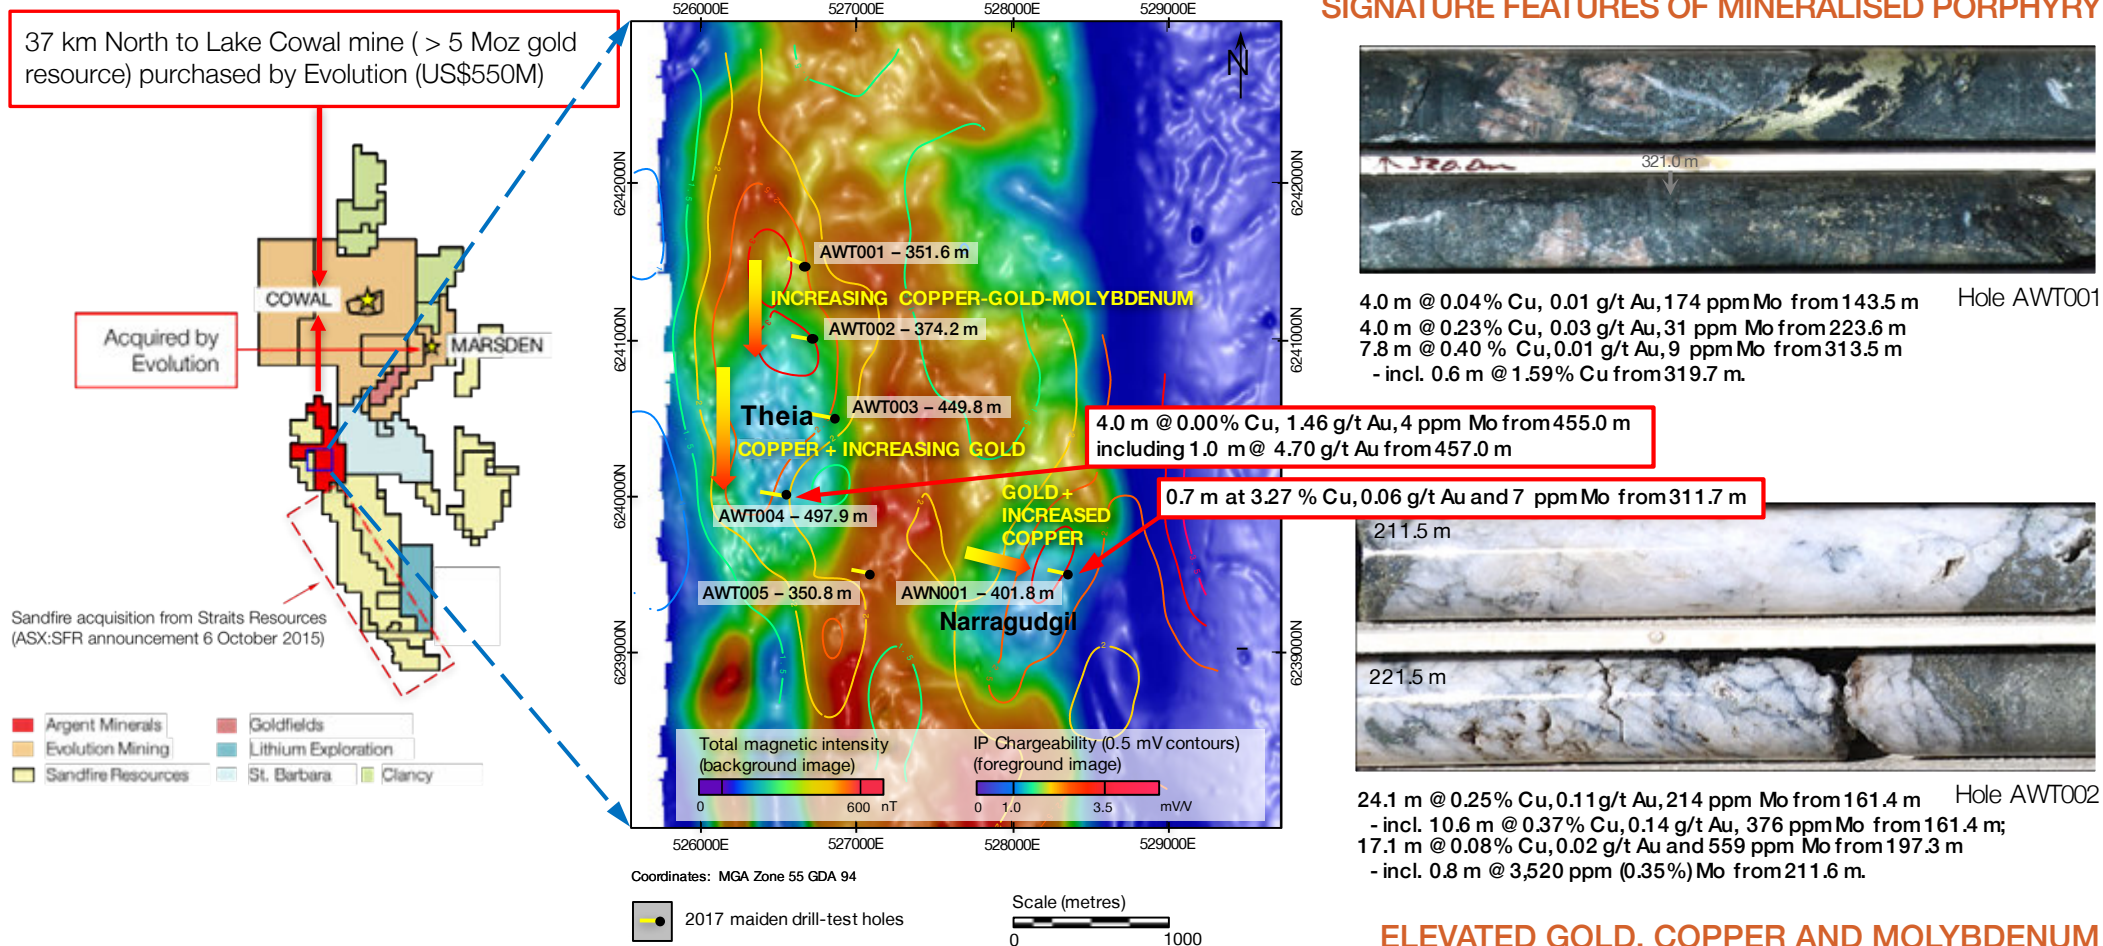 SIGNATURE FEATURES OF MINERALISED PORPHYRY
37 km North to Lake Cowal mine ( > 5 Moz gold
resource) purchased by Evolution (US$550M)
COWAL
MARSDEN
Acquired by
Evolution
Sandfire acquisition from Straits Resources
(ASX:SFR announcement 6 October 2015)
Argent Minerals
Goldfields
Evolution Mining
Lithium Exploration
Sandfire Resources
St. Barbara
Clancy
526000E
527000E
528000E
529000E
6242000N
6241000N
6240000N
6239000N
6242000N
6241000N
6239000N
N
AWT001 – 351.6 m
INCREASING COPPER-GOLD-MOLYBDENUM
AWT002 – 374.2 m
Theia
AWT003 – 449.8 m
COPPER + INCREASING GOLD
AWT004 – 497.9 m
GOLD +
INCREASED
COPPER
AWT005 – 350.8 m
AWN001 – 401.8 m
Narragudgil
4.0 m @ 0.00% Cu, 1.46 g/t Au, 4 ppm Mo from 455.0 m
including 1.0 m @ 4.70 g/t Au from 457.0 m
0.7 m at 3.27 % Cu, 0.06 g/t Au and 7 ppm Mo from 311.7 m
Total magnetic intensity
(background image)
0 600 nT
IP Chargeability (0.5 mV contours)
(foreground image)
0 1.0 3.5 mV/V
526000E
527000E
528000E
529000E
Coordinates: MGA Zone 55 GDA 94
2017 maiden drill-test holes
Scale (metres)
0 1000
321.0 m
4.0 m @ 0.04% Cu, 0.01 g/t Au, 174 ppm Mo from 143.5 m
Hole AWT001
4.0 m @ 0.23% Cu, 0.03 g/t Au, 31 ppm Mo from 223.6 m
7.8 m @ 0.40 % Cu, 0.01 g/t Au, 9 ppm Mo from 313.5 m
- incl. 0.6 m @ 1.59% Cu from 319.7 m.
211.5 m
221.5 m
24.1 m @ 0.25% Cu, 0.11 g/t Au, 214 ppm Mo from 161.4 m
Hole AWT002
- incl. 10.6 m @ 0.37% Cu, 0.14 g/t Au, 376 ppm Mo from 161.4 m;
17.1 m @ 0.08% Cu, 0.02 g/t Au and 559 ppm Mo from 197.3 m
- incl. 0.8 m @ 3,520 ppm (0.35%) Mo from 211.6 m.
ELEVATED GOLD, COPPER AND MOLYBDENUM